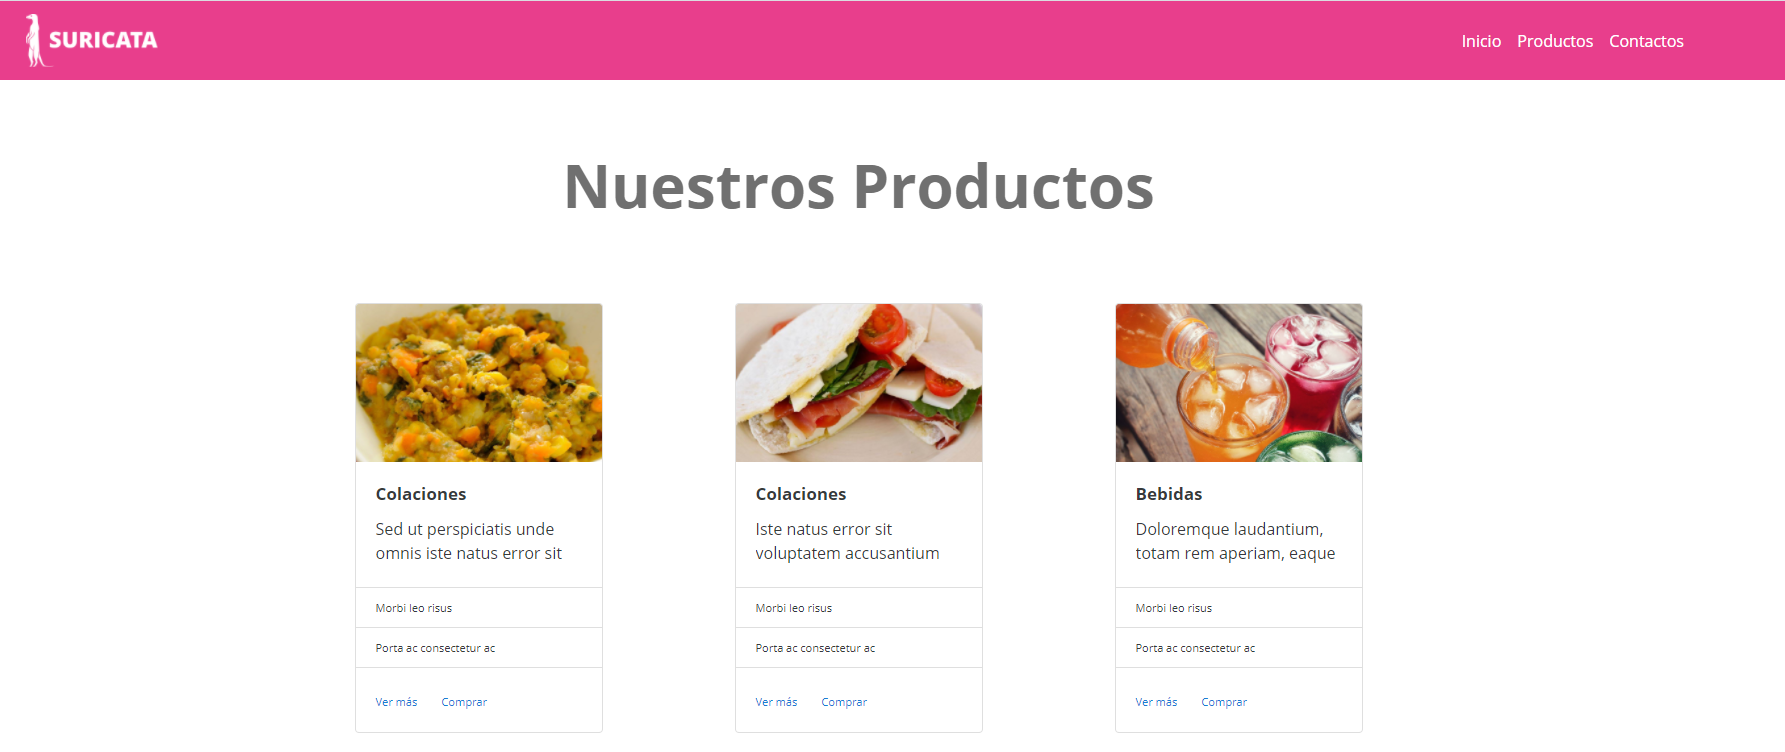 SURICATA
Inicio Productos Contactos
Nuestros Productos
Colaciones
Sed ut perspiciatis unde
omnis iste natus error sit
Morbi leo risus
Porta ac consectetur ac
Ver más Comprar
Colaciones
Iste natus error sit
voluptatem accusantium
Morbi leo risus
Porta ac consectetur ac
Ver más Comprar
Bebidas
Doloremque laudantium,
totam rem aperiam, eaque
Morbi leo risus
Porta ac consectetur ac
Ver más Comprar